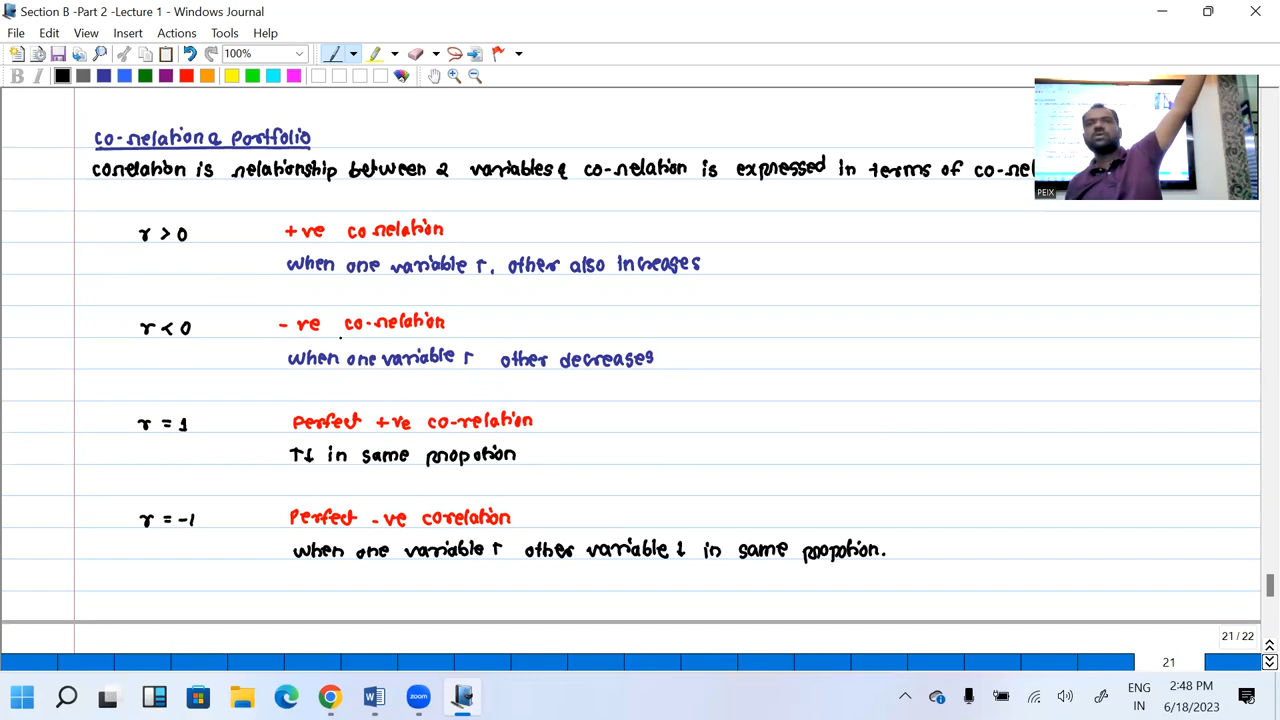 Section B -Part 2 -Lecture 1 - Windows Journal
File Edit View Insert Actions Tools Help
100%
B I
co-relation & Portfolio
corelation is relationship between 2 variables & co-relation is expressed in terms of co-rel
PEIX
r > 0 +ve co relation
when one variable ↑, other also increases
r < 0 -ve co-relation
when one variable ↑ other decreases
r = 1 Perfect +ve co-relation
↑↓ in same propotion
r = -1 Perfect -ve corelation
when one variable ↑ other variable ↓ in same propotion.
21 / 22
21
zoom
ENG
IN
2:48 PM
6/18/2023